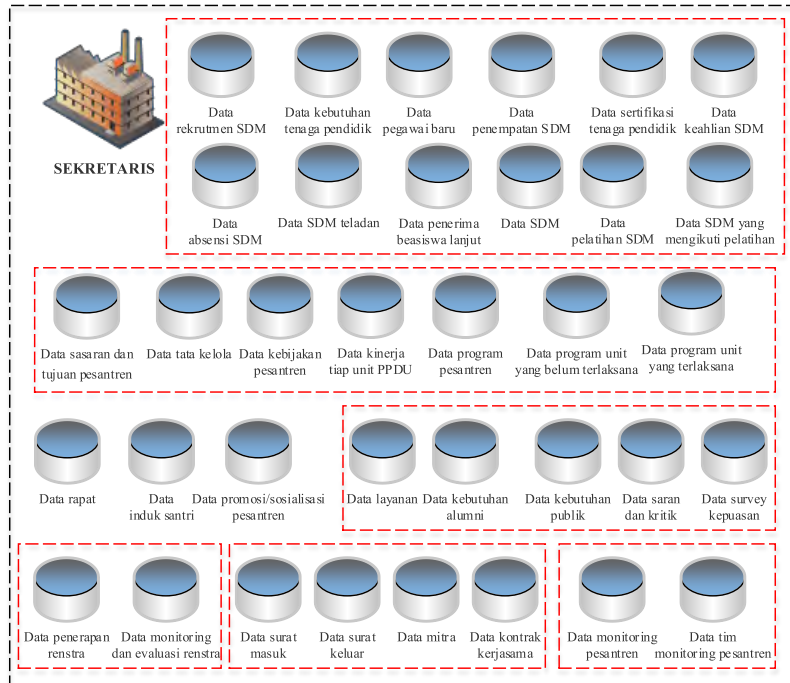 SEKRETARIS
Data
rekrutmen SDM
Data kebutuhan
tenaga pendidik
Data
pegawai baru
Data
penempatan SDM
Data sertifikasi
tenaga pendidik
Data
keahlian SDM
Data
absensi SDM
Data SDM teladan
Data penerima
beasiswa lanjut
Data SDM
Data
pelatihan SDM
Data SDM yang
mengikuti pelatihan
Data sasaran dan
tujuan pesantren
Data tata kelola
Data kebijakan
pesantren
Data kinerja
tiap unit PPDU
Data program
pesantren
Data program unit
yang belum terlaksana
Data program unit
yang terlaksana
Data rapat
Data
induk santri
Data promosi/sosialisasi
pesantren
Data layanan
Data kebutuhan
alumni
Data kebutuhan
publik
Data saran
dan kritik
Data survey
kepuasan
Data penerapan
renstra
Data monitoring
dan evaluasi renstra
Data surat
masuk
Data surat
keluar
Data mitra
Data kontrak
kerjasama
Data monitoring
pesantren
Data tim
monitoring pesantren